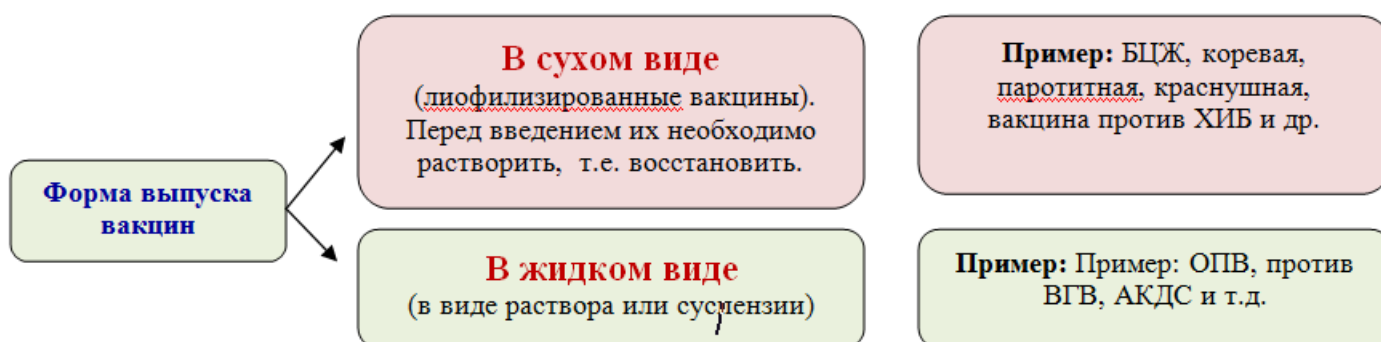 Форма выпуска
вакцин
В сухом виде
(лиофилизированные вакцины).
Перед введением их необходимо
растворить, т.е. восстановить.
Пример: БЦЖ, коревая,
паротитная, краснушная,
вакцина против ХИБ и др.
В жидком виде
(в виде раствора или суспензии)
Пример: Пример: ОПВ, против
ВГВ, АКДС и т.д.